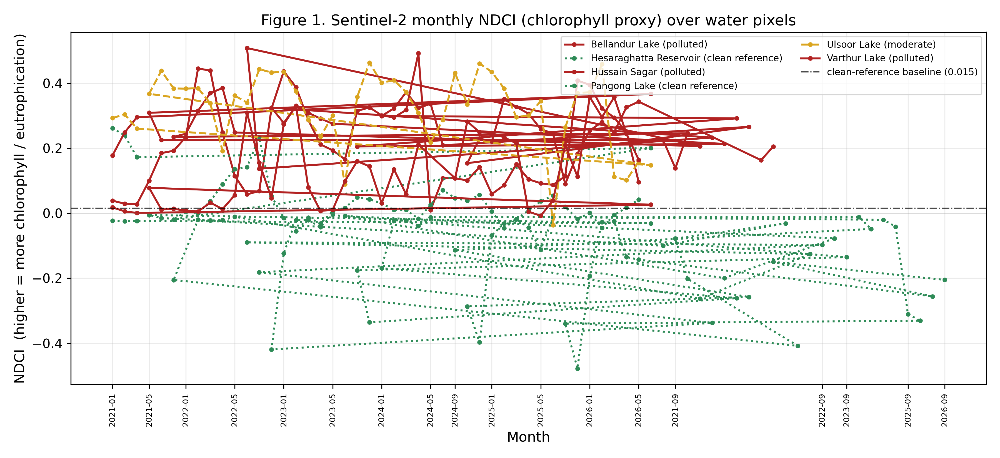 Figure 1. Sentinel-2 monthly NDCI (chlorophyll proxy) over water pixels
NDCI  (higher = more chlorophyll / eutrophication)
0.4
0.2
0.0
−0.2
−0.4
Bellandur Lake (polluted)
Hesaraghatta Reservoir (clean reference)
Hussain Sagar (polluted)
Pangong Lake (clean reference)
Ulsoor Lake (moderate)
Varthur Lake (polluted)
clean-reference baseline (0.015)
2021-01
2021-05
2022-01
2022-05
2023-01
2023-05
2024-01
2024-05
2024-09
2025-01
2025-05
2026-01
2026-05
2021-09
2022-09
2023-09
2025-09
2026-09
Month